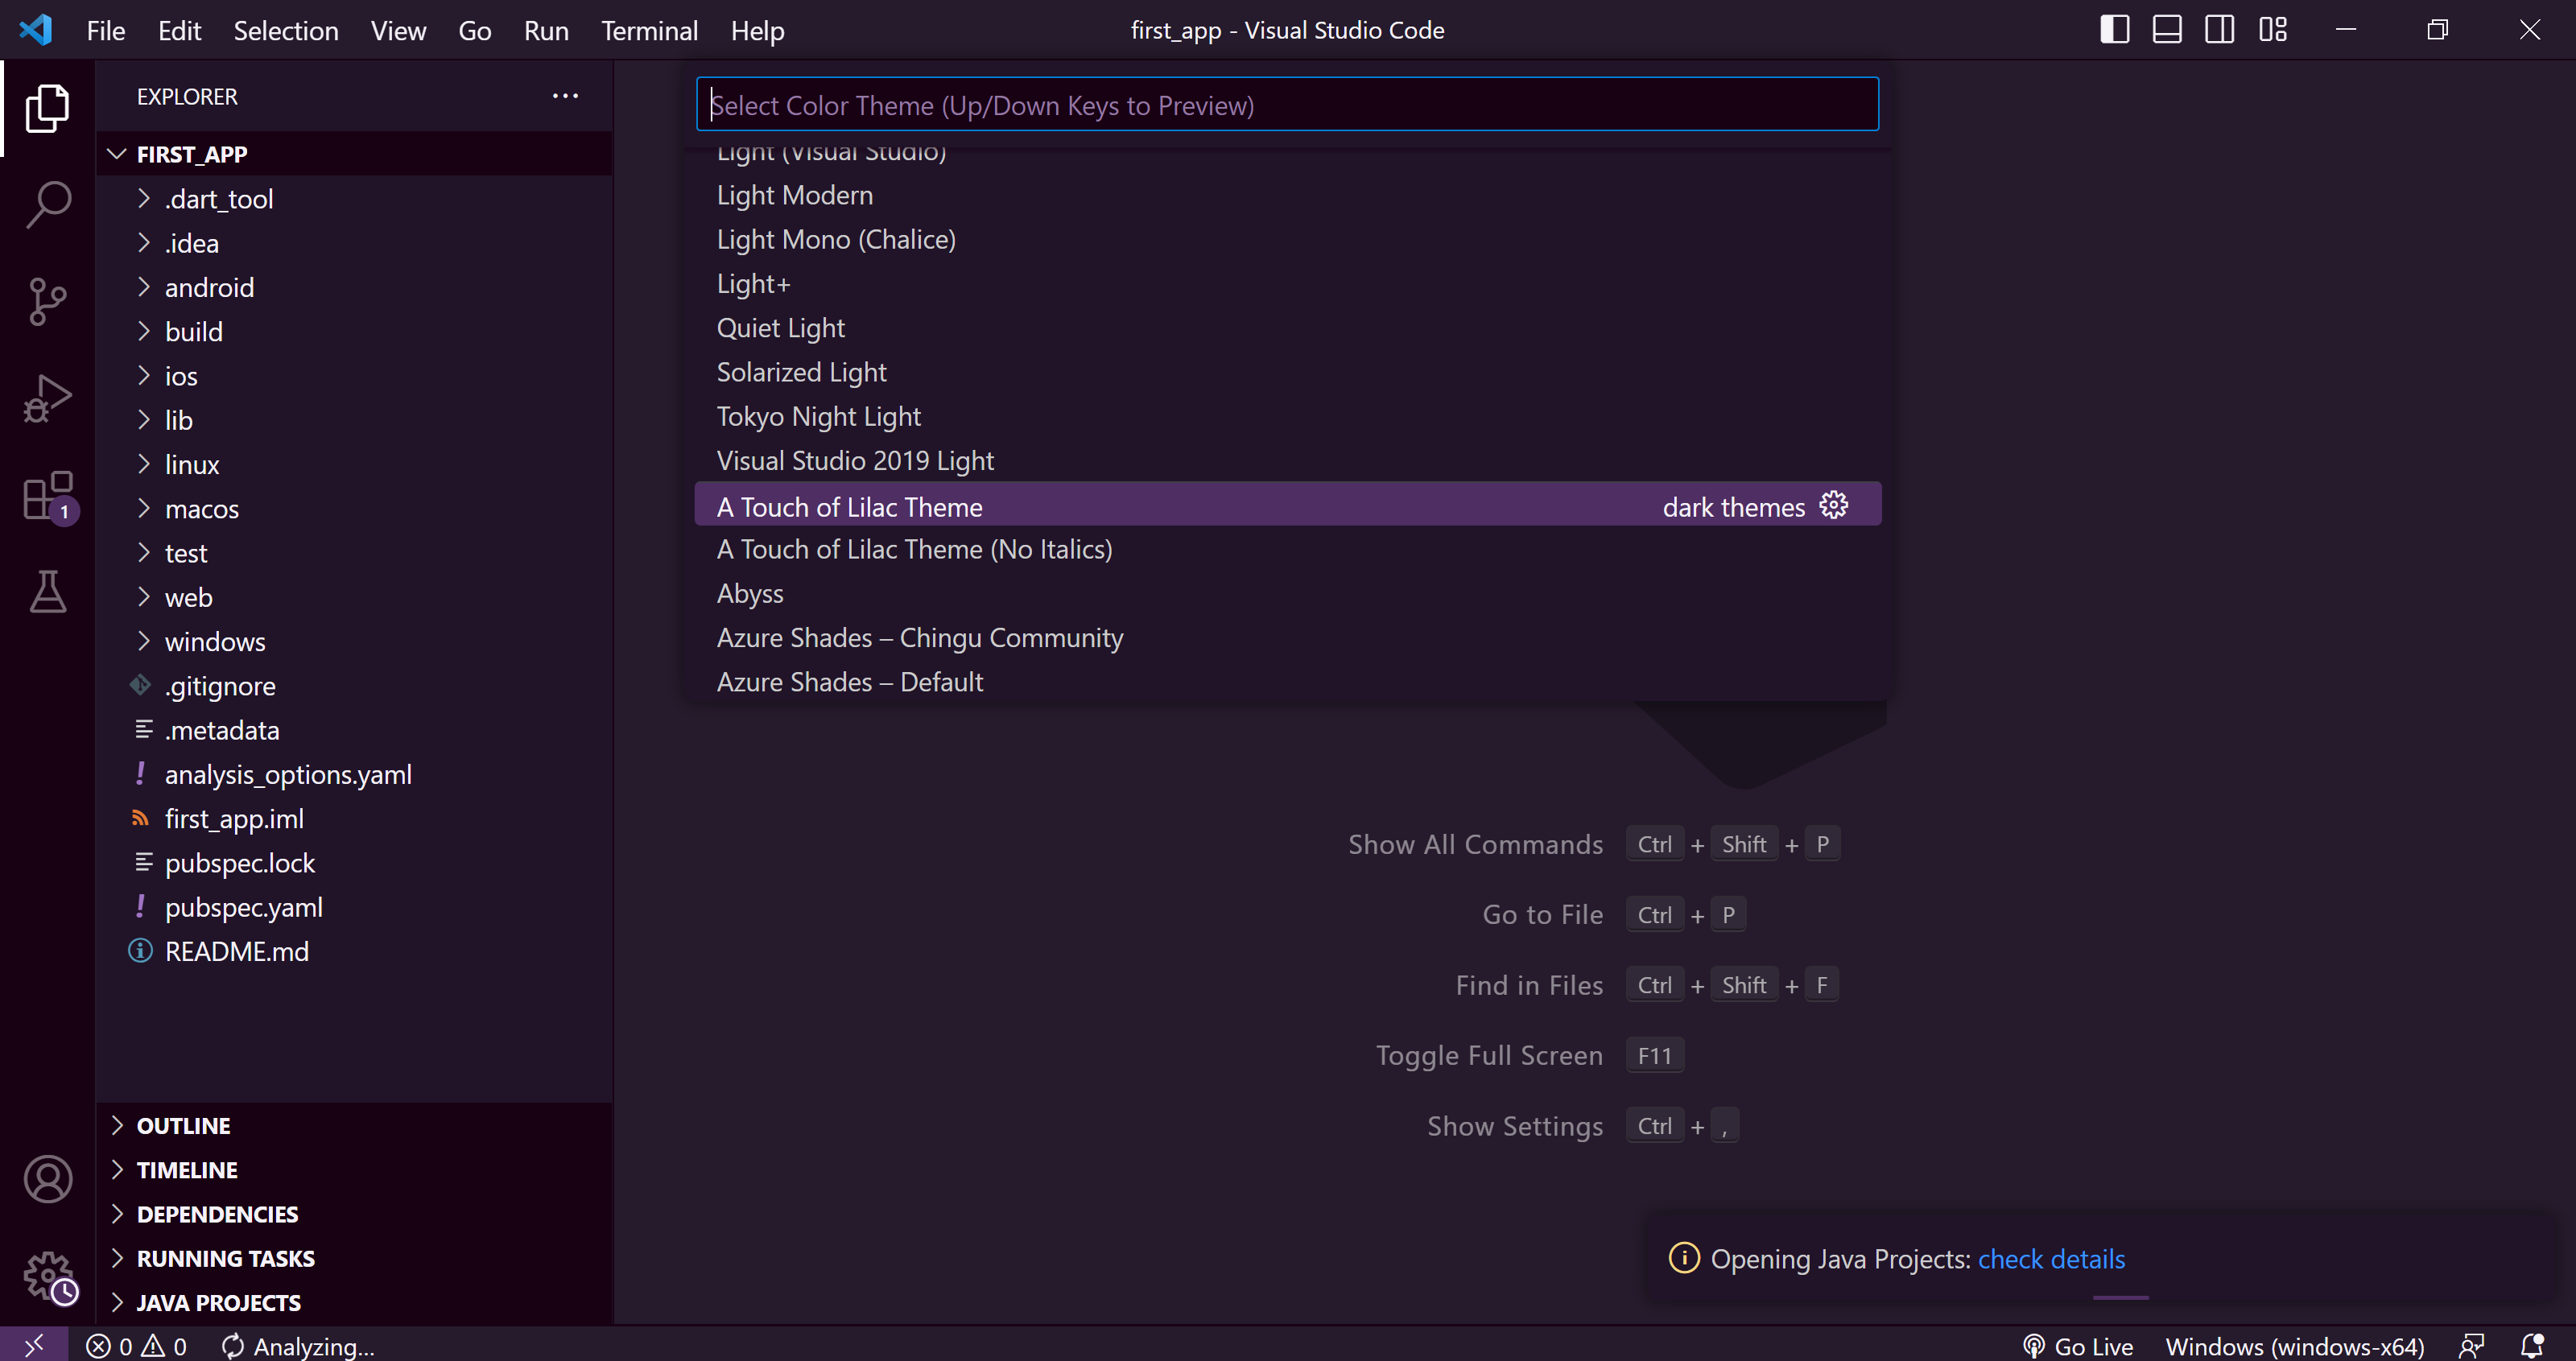 File Edit Selection View Go Run Terminal Help
first_app - Visual Studio Code
EXPLORER
FIRST_APP
.dart_tool
.idea
android
build
ios
lib
linux
macos
test
web
windows
.gitignore
.metadata
analysis_options.yaml
first_app.iml
pubspec.lock
pubspec.yaml
README.md
OUTLINE
TIMELINE
DEPENDENCIES
RUNNING TASKS
JAVA PROJECTS
1
Select Color Theme (Up/Down Keys to Preview)
Light (Visual Studio)
Light Modern
Light Mono (Chalice)
Light+
Quiet Light
Solarized Light
Tokyo Night Light
Visual Studio 2019 Light
A Touch of Lilac Theme dark themes
A Touch of Lilac Theme (No Italics)
Abyss
Azure Shades – Chingu Community
Azure Shades – Default
Show All Commands Ctrl + Shift + P
Go to File Ctrl + P
Find in Files Ctrl + Shift + F
Toggle Full Screen F11
Show Settings Ctrl + ,
Opening Java Projects: check details
0 0 Analyzing...
Go Live Windows (windows-x64)